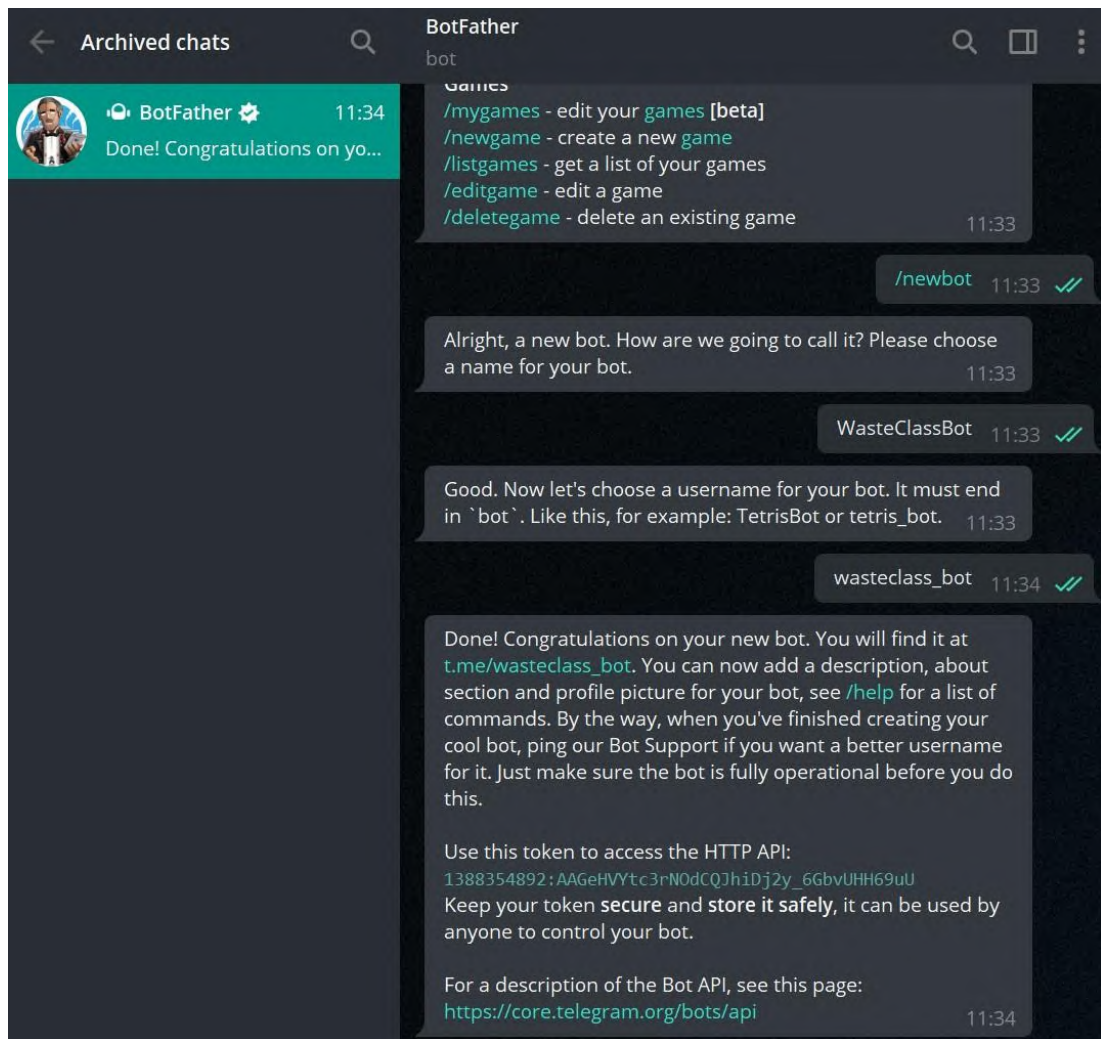 Archived chats
BotFather 11:34
Done! Congratulations on yo...
BotFather
bot
Games
/mygames - edit your games [beta]
/newgame - create a new game
/listgames - get a list of your games
/editgame - edit a game
/deletegame - delete an existing game
11:33
/newbot 11:33
Alright, a new bot. How are we going to call it? Please choose
a name for your bot. 11:33
WasteClassBot 11:33
Good. Now let's choose a username for your bot. It must end
in `bot`. Like this, for example: TetrisBot or tetris_bot. 11:33
wasteclass_bot 11:34
Done! Congratulations on your new bot. You will find it at
t.me/wasteclass_bot. You can now add a description, about
section and profile picture for your bot, see /help for a list of
commands. By the way, when you've finished creating your
cool bot, ping our Bot Support if you want a better username
for it. Just make sure the bot is fully operational before you do
this.
Use this token to access the HTTP API:
1388354892:AAGeHVYtc3rNOdCQJhiDj2y_6GbvUHH69uU
Keep your token secure and store it safely, it can be used by
anyone to control your bot.
For a description of the Bot API, see this page:
https://core.telegram.org/bots/api 11:34